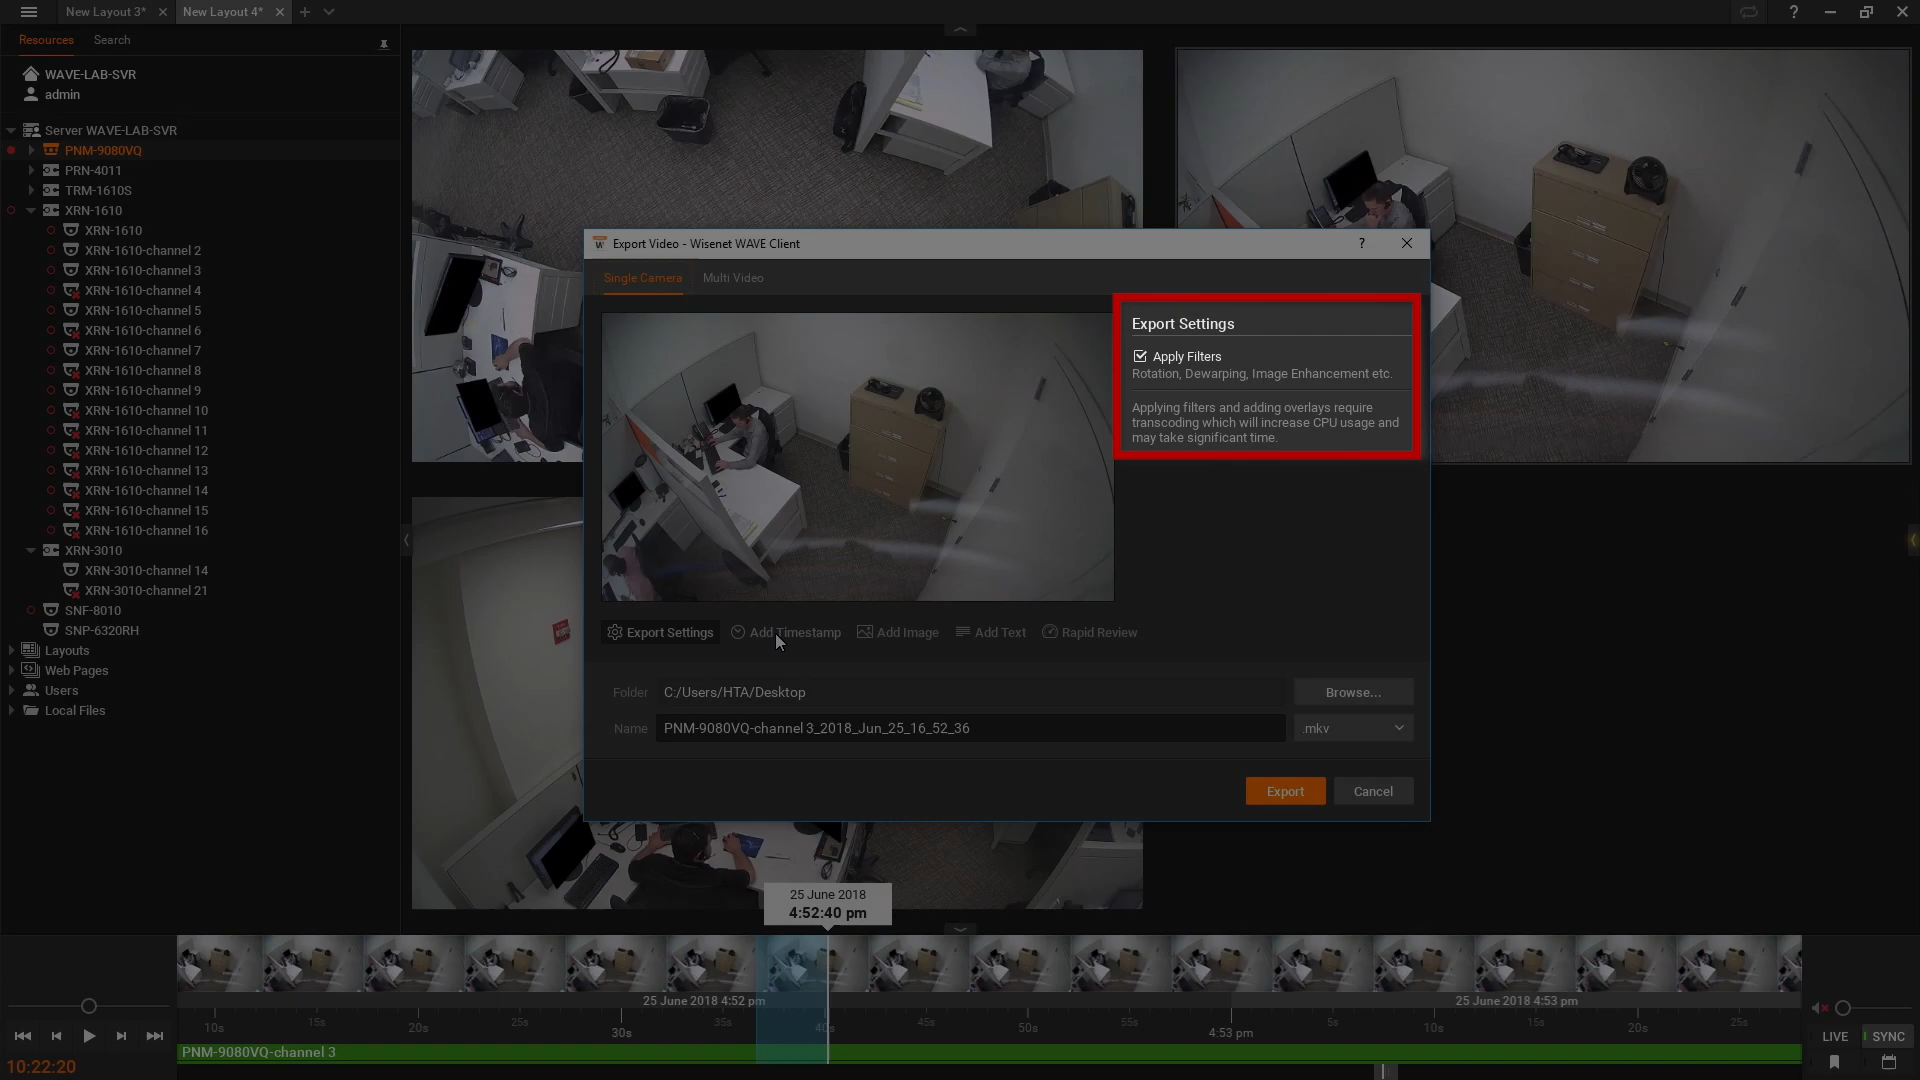 New Layout 3*
New Layout 4*
Resources
Search
WAVE-LAB-SVR
admin
Server WAVE-LAB-SVR
PNM-9080VQ
PRN-4011
TRM-1610S
XRN-1610
XRN-1610
XRN-1610-channel 2
XRN-1610-channel 3
XRN-1610-channel 4
XRN-1610-channel 5
XRN-1610-channel 6
XRN-1610-channel 7
XRN-1610-channel 8
XRN-1610-channel 9
XRN-1610-channel 10
XRN-1610-channel 11
XRN-1610-channel 12
XRN-1610-channel 13
XRN-1610-channel 14
XRN-1610-channel 15
XRN-1610-channel 16
XRN-3010
XRN-3010-channel 14
XRN-3010-channel 21
SNF-8010
SNP-6320RH
Layouts
Web Pages
Users
Local Files
Export Video - Wisenet WAVE Client
?
Single Camera
Multi Video
Export Settings
Apply Filters
Rotation, Dewarping, Image Enhancement etc.
Applying filters and adding overlays require
transcoding which will increase CPU usage and
may take significant time.
Export Settings
Add Timestamp
Add Image
Add Text
Rapid Review
Folder
C:/Users/HTA/Desktop
Browse...
Name
PNM-9080VQ-channel 3_2018_Jun_25_16_52_36
.mkv
Export
Cancel
25 June 2018
4:52:40 pm
25 June 2018 4:52 pm
25 June 2018 4:53 pm
10s
15s
20s
25s
30s
35s
40s
45s
50s
55s
4:53 pm
5s
10s
15s
20s
25s
PNM-9080VQ-channel 3
10:22:20
LIVE
SYNC